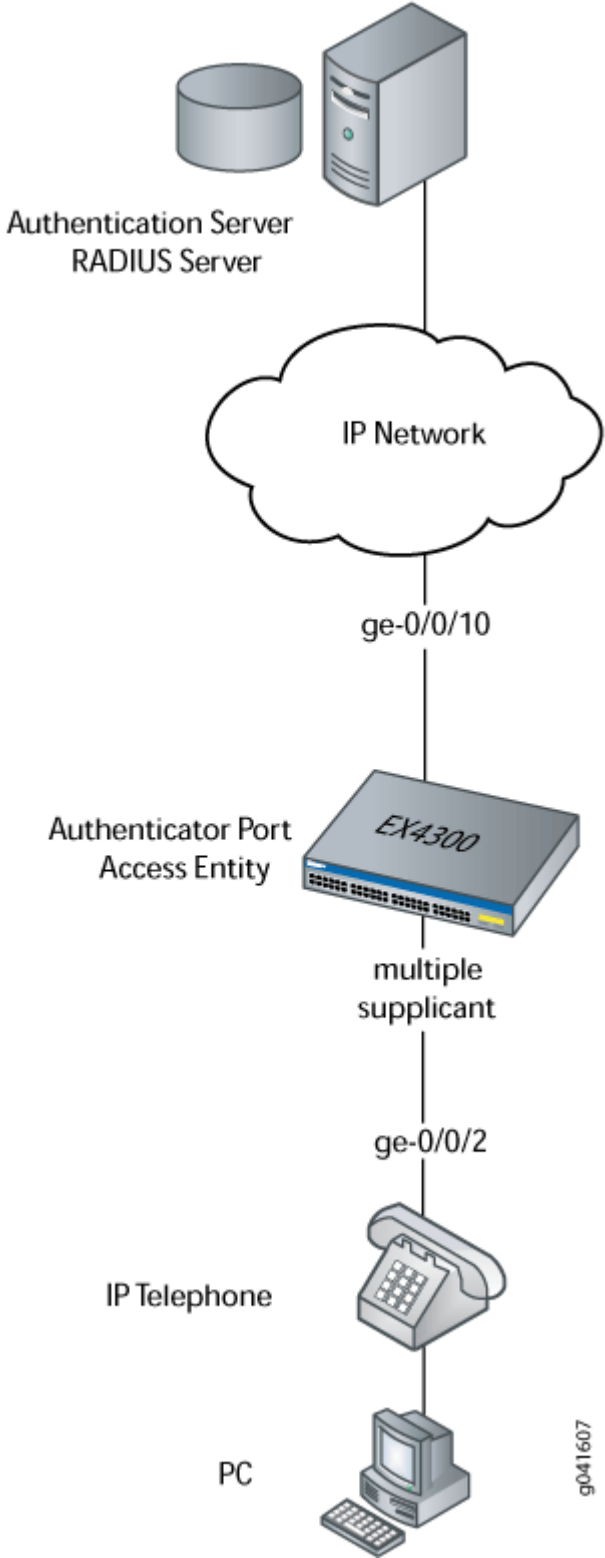 Authentication Server
RADIUS Server
IP Network
ge-0/0/10
Authenticator Port
Access Entity
EX4300
multiple
supplicant
ge-0/0/2
IP Telephone
PC
g041607